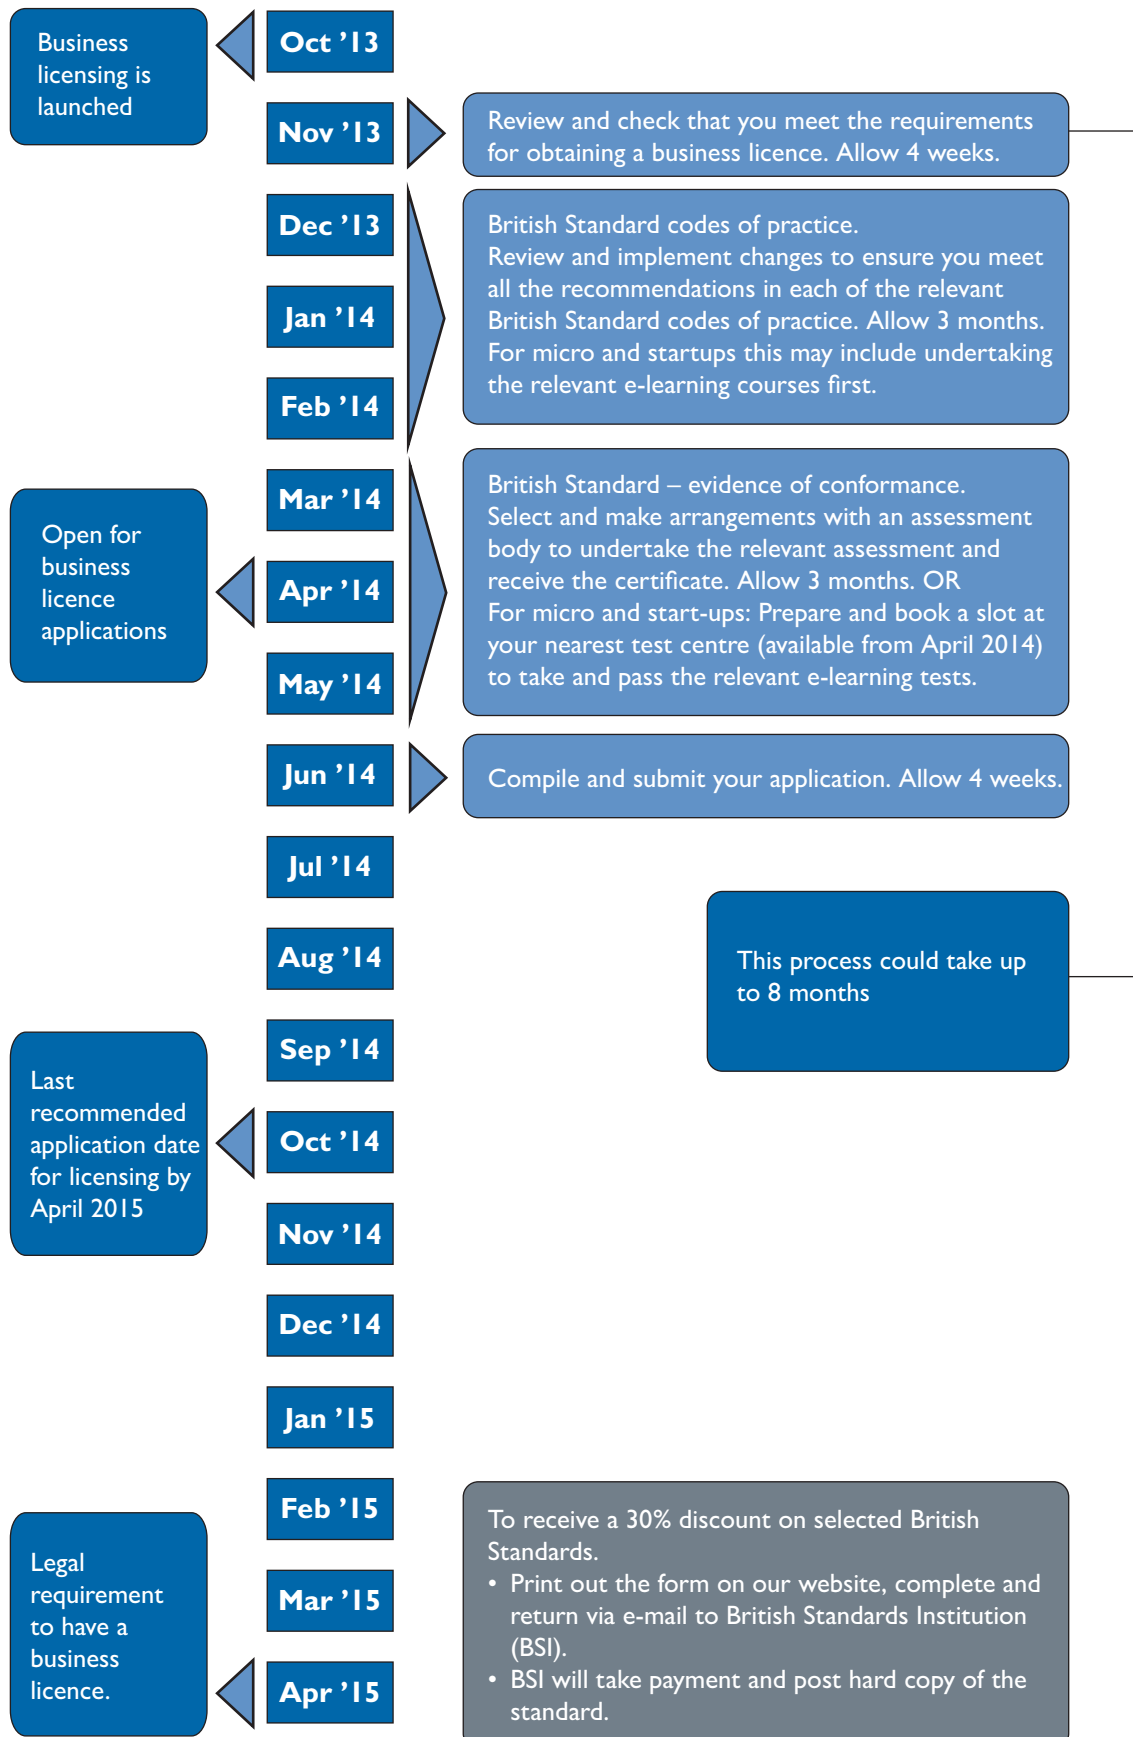 Business
licensing is
launched
Oct ’13
Nov ’13
Review and check that you meet the requirements
for obtaining a business licence. Allow 4 weeks.
Dec ’13
Jan ’14
Feb ’14
British Standard codes of practice.
Review and implement changes to ensure you meet
all the recommendations in each of the relevant
British Standard codes of practice. Allow 3 months.
For micro and startups this may include undertaking
the relevant e-learning courses first.
Open for
business
licence
applications
Mar ’14
Apr ’14
May ’14
British Standard – evidence of conformance.
Select and make arrangements with an assessment
body to undertake the relevant assessment and
receive the certificate. Allow 3 months. OR
For micro and start-ups: Prepare and book a slot at
your nearest test centre (available from April 2014)
to take and pass the relevant e-learning tests.
Jun ’14
Compile and submit your application. Allow 4 weeks.
Jul ’14
Aug ’14
This process could take up
to 8 months
Sep ’14
Last
recommended
application date
for licensing by
April 2015
Oct ’14
Nov ’14
Dec ’14
Jan ’15
Feb ’15
Mar ’15
Legal
requirement
to have a
business
licence.
Apr ’15
To receive a 30% discount on selected British
Standards.
• Print out the form on our website, complete and
return via e-mail to British Standards Institution
(BSI).
• BSI will take payment and post hard copy of the
standard.